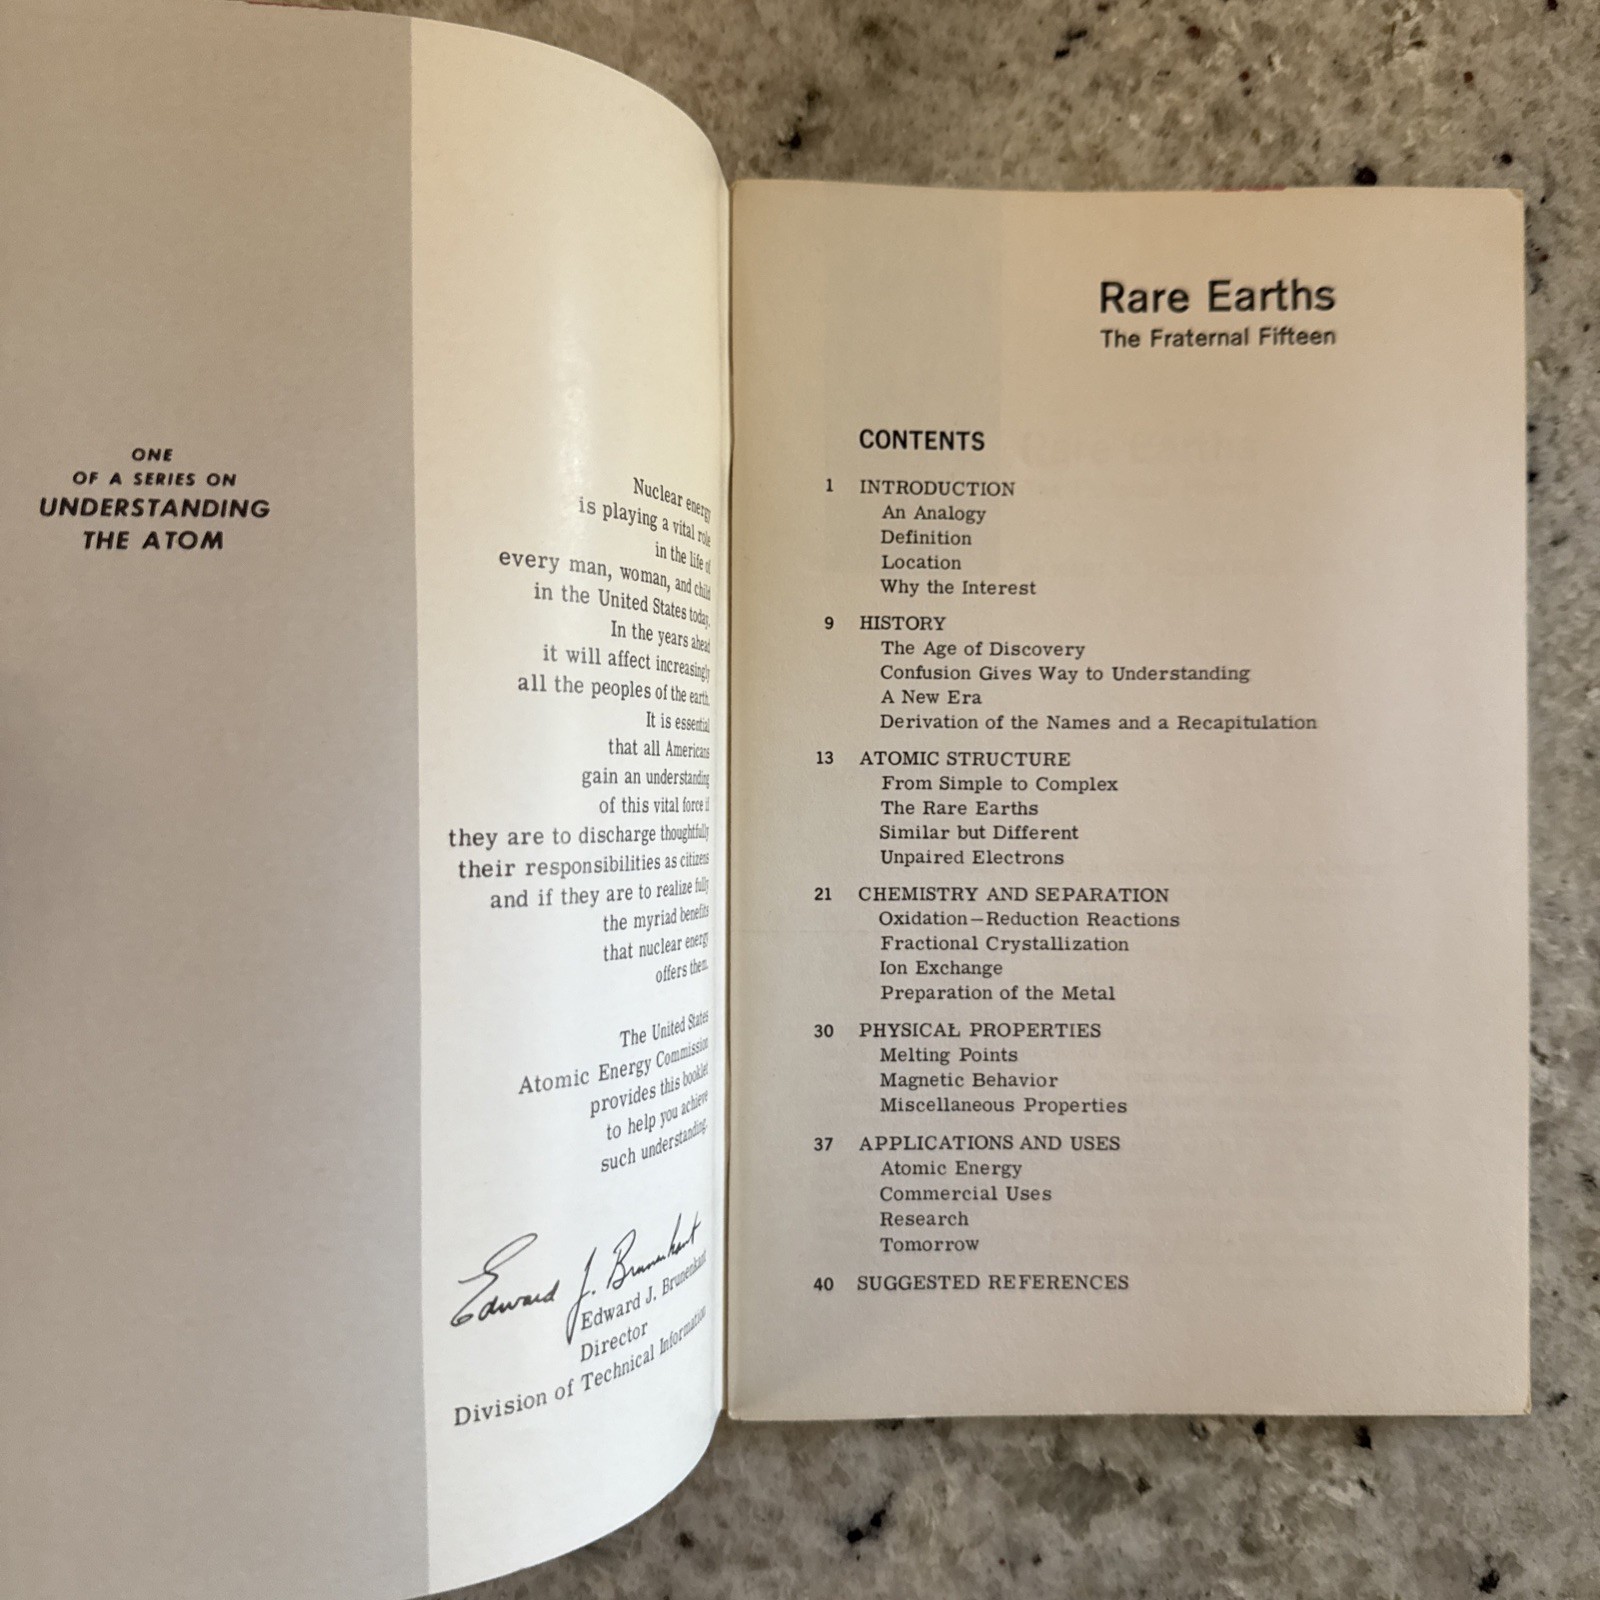 ONE
OF A SERIES ON
UNDERSTANDING
THE ATOM
Nuclear energy
is playing a vital role
in the life of
every man, woman, and child
in the United States today.
In the years ahead
it will affect increasingly
all the peoples of the earth.
It is essential
that all Americans
gain an understanding
of this vital force if
they are to discharge thoughtfully
their responsibilities as citizens
and if they are to realize fully
the myriad benefits
that nuclear energy
offers them.
The United States
Atomic Energy Commission
provides this booklet
to help you achieve
such understanding.
Edward J. Brunenkant
Edward J. Brunenkant
Director
Division of Technical Information
Rare Earths
The Fraternal Fifteen
CONTENTS
1 INTRODUCTION
An Analogy
Definition
Location
Why the Interest
9 HISTORY
The Age of Discovery
Confusion Gives Way to Understanding
A New Era
Derivation of the Names and a Recapitulation
13 ATOMIC STRUCTURE
From Simple to Complex
The Rare Earths
Similar but Different
Unpaired Electrons
21 CHEMISTRY AND SEPARATION
Oxidation—Reduction Reactions
Fractional Crystallization
Ion Exchange
Preparation of the Metal
30 PHYSICAL PROPERTIES
Melting Points
Magnetic Behavior
Miscellaneous Properties
37 APPLICATIONS AND USES
Atomic Energy
Commercial Uses
Research
Tomorrow
40 SUGGESTED REFERENCES